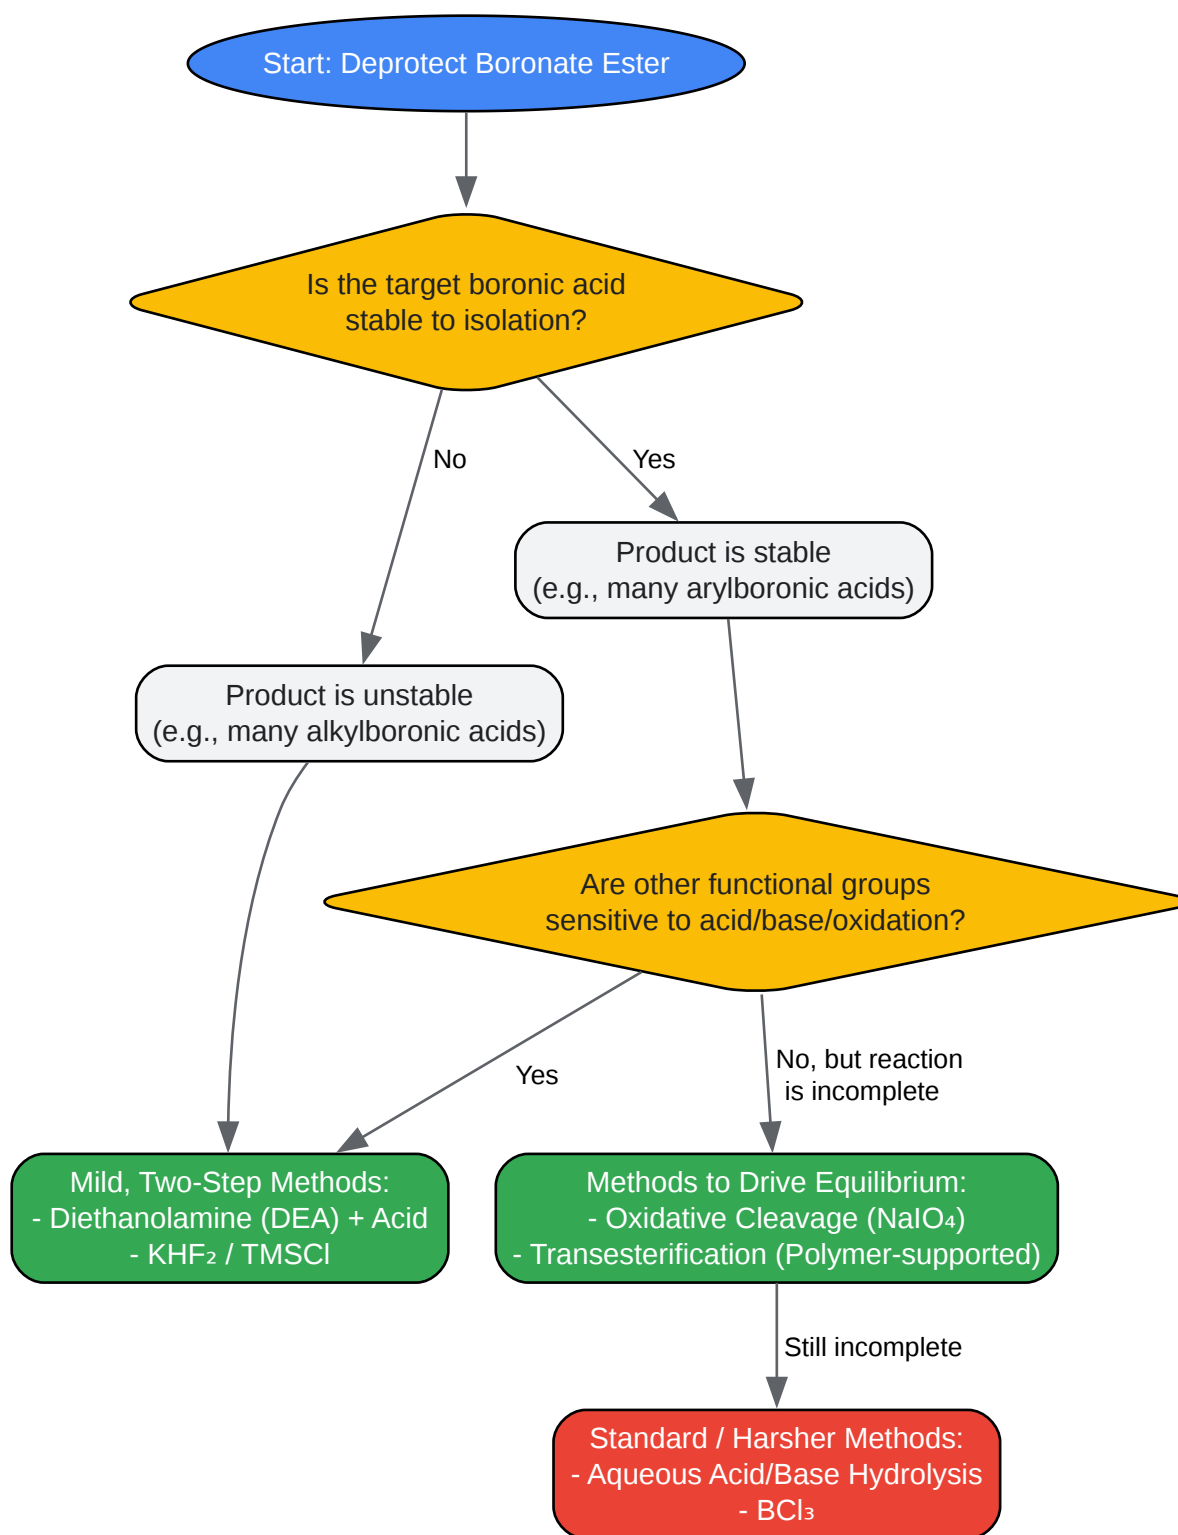 Start: Deprotect Boronate Ester
Is the target boronic acid
stable to isolation?
No
Yes
Product is stable
(e.g., many arylboronic acids)
Product is unstable
(e.g., many alkylboronic acids)
Are other functional groups
sensitive to acid/base/oxidation?
Yes
No, but reaction
is incomplete
Mild, Two-Step Methods:
- Diethanolamine (DEA) + Acid
- KHF₂ / TMSCl
Methods to Drive Equilibrium:
- Oxidative Cleavage (NaIO₄)
- Transesterification (Polymer-supported)
Still incomplete
Standard / Harsher Methods:
- Aqueous Acid/Base Hydrolysis
- BCl₃